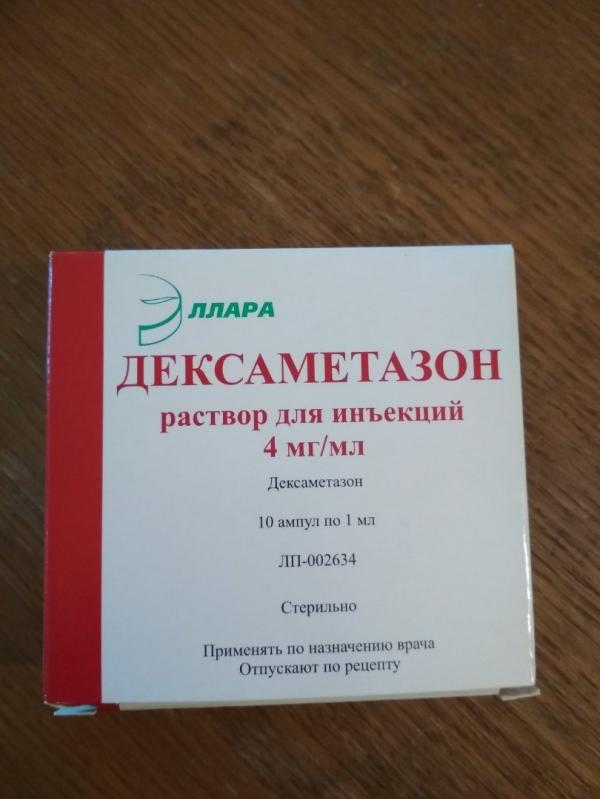 ЭЛЛАРА
ДЕКСАМЕТАЗОН
раствор для инъекций
4 мг/мл
Дексаметазон
10 ампул по 1 мл
ЛП-002634
Стерильно
Применять по назначению врача
Отпускают по рецепту